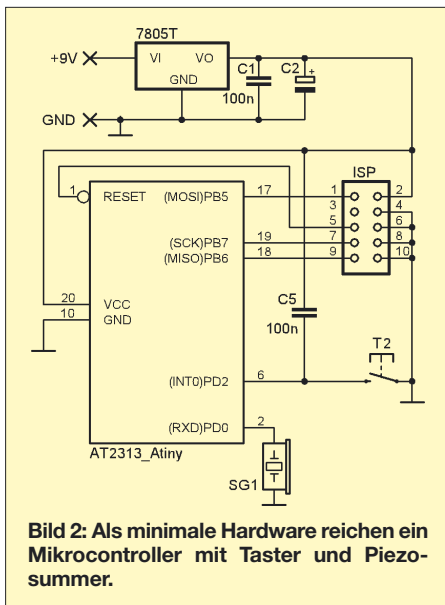 7805T
+9V
VI
VO
GND
C1
100n
C2
+
GND
ISP
1
RESET
(MOSI)PB5
17
1
2
3
4
5
6
(SCK)PB7
19
7
8
(MISO)PB6
18
9
10
20
VCC
10
GND
C5
100n
T2
(INT0)PD2
6
(RXD)PD0
2
AT2313_Atiny
SG1
Bild 2: Als minimale Hardware reichen ein
Mikrocontroller mit Taster und Piezo-
summer.